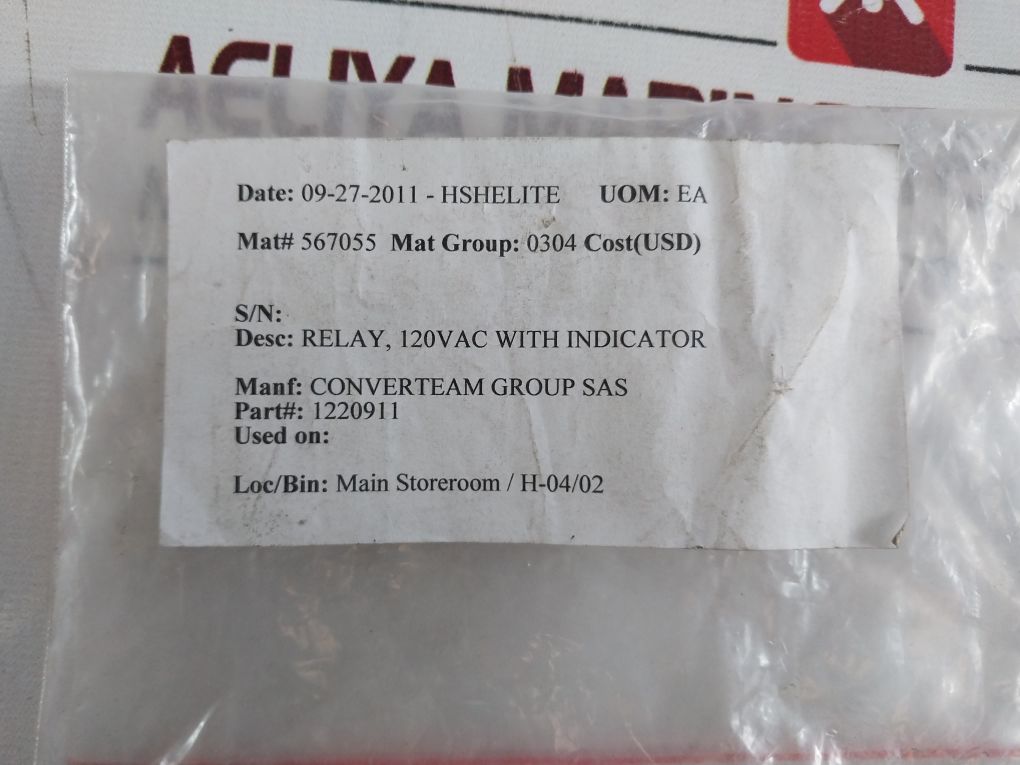 Date: 09-27-2011 - HSHELITE UOM: EA
Mat# 567055 Mat Group: 0304 Cost(USD)
S/N:
Desc: RELAY, 120VAC WITH INDICATOR
Manf: CONVERTEAM GROUP SAS
Part#: 1220911
Used on:
Loc/Bin: Main Storeroom / H-04/02